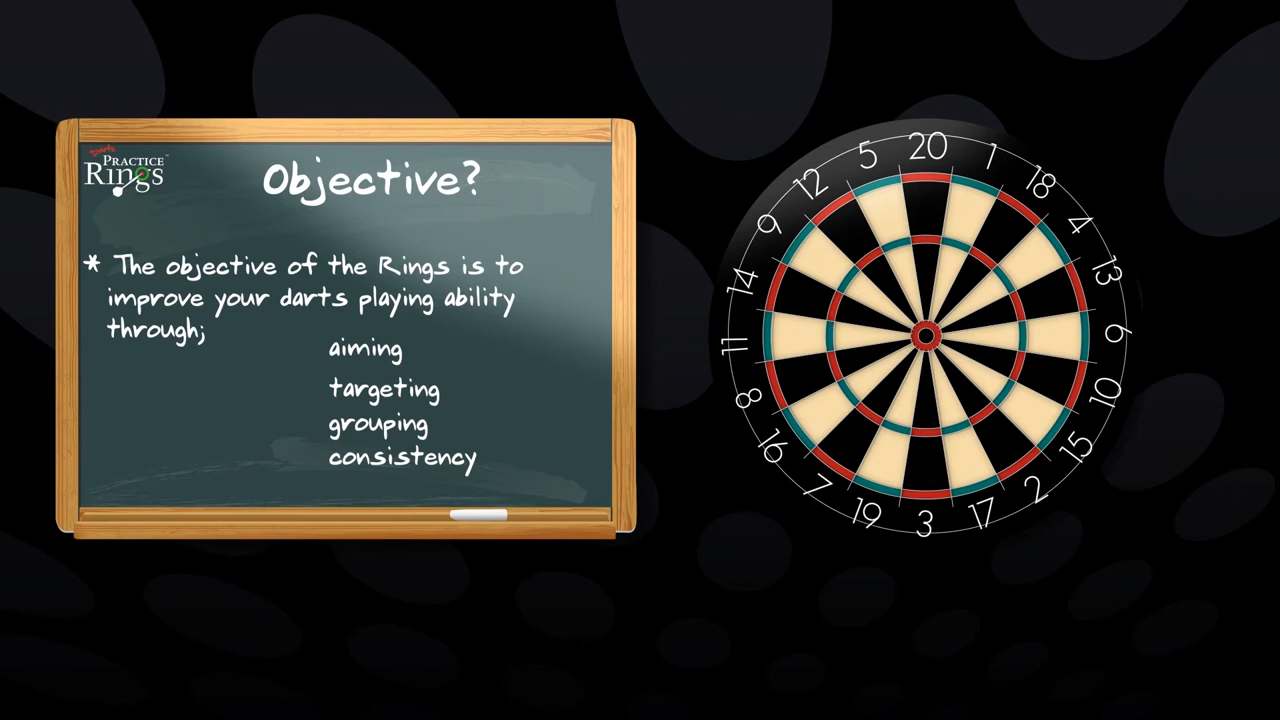 Darts
PRACTICE™
Rings
Objective?
* The objective of the Rings is to
improve your darts playing ability
through;
aiming
targeting
grouping
consistency
20
1
18
4
13
6
10
15
2
17
3
19
7
16
8
11
14
9
12
5